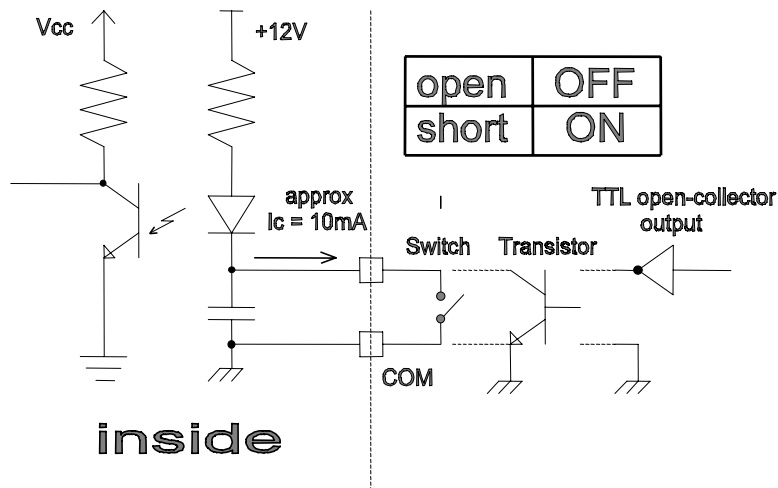 Vcc
+12V
open OFF
short ON
approx
Ic = 10mA
TTL open-collector
output
Switch
Transistor
COM
inside